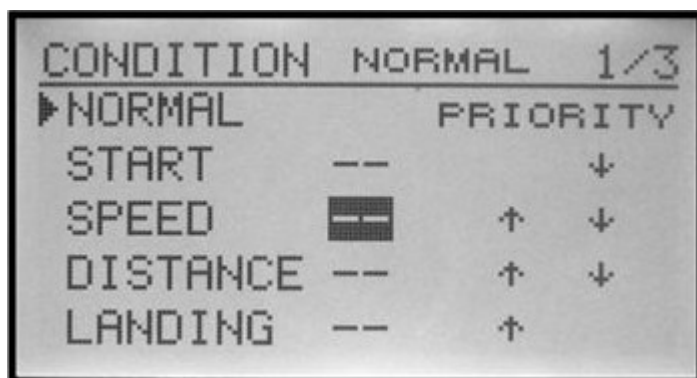 CONDITION NORMAL 1/3
▶NORMAL PRIORITY
START -- ↓
SPEED -- ↑ ↓
DISTANCE -- ↑ ↓
LANDING -- ↑